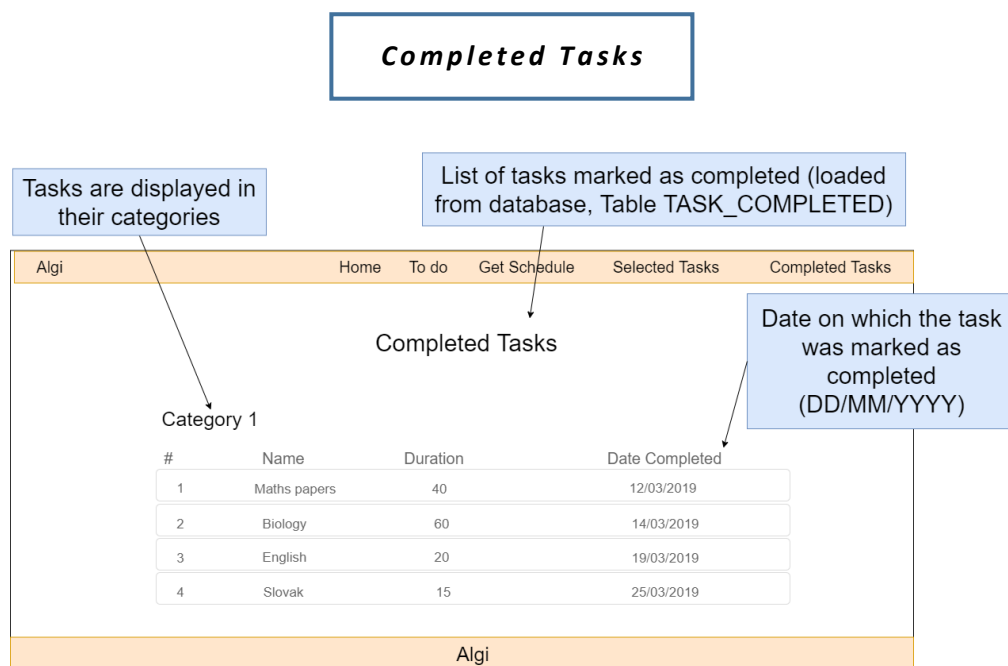 Completed Tasks
Tasks are displayed in
their categories
List of tasks marked as completed (loaded
from database, Table TASK_COMPLETED)
Algi Home To do Get Schedule Selected Tasks Completed Tasks
Date on which the task
was marked as
completed
(DD/MM/YYYY)
Completed Tasks
Category 1
# Name Duration Date Completed
1 Maths papers 40 12/03/2019
2 Biology 60 14/03/2019
3 English 20 19/03/2019
4 Slovak 15 25/03/2019
Algi